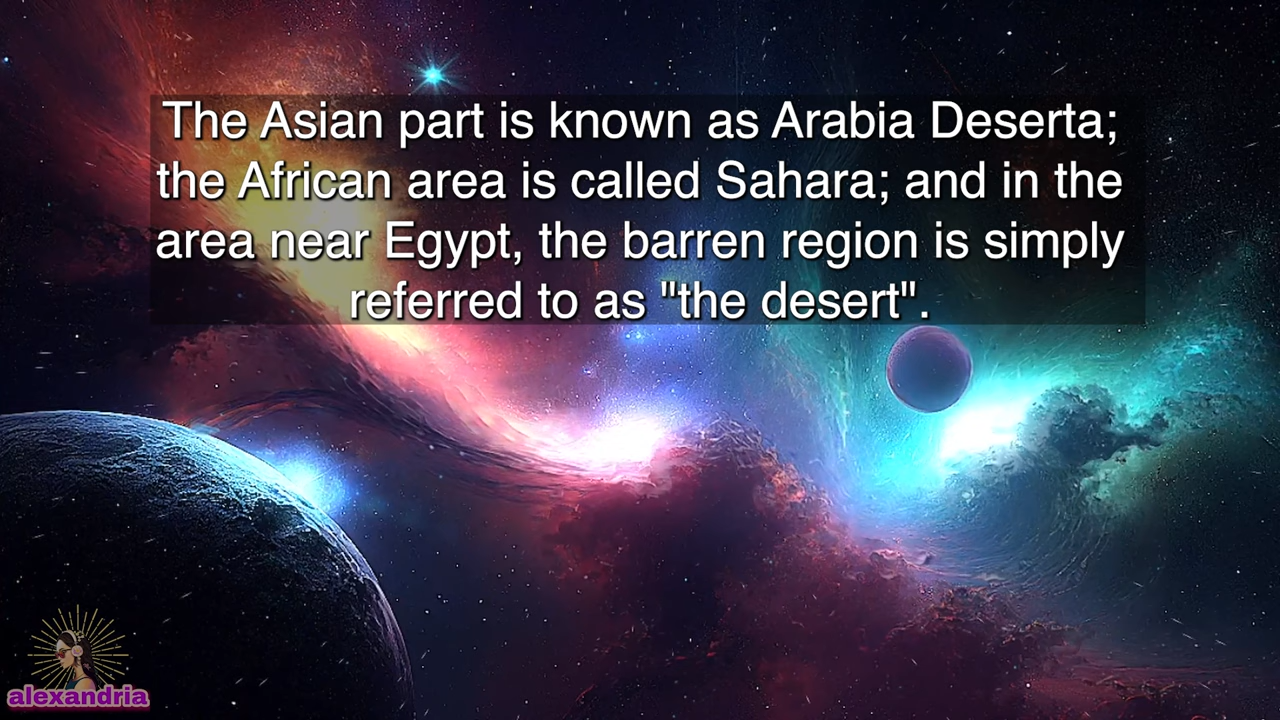 The Asian part is known as Arabia Deserta;
the African area is called Sahara; and in the
area near Egypt, the barren region is simply
referred to as "the desert".
alexandria